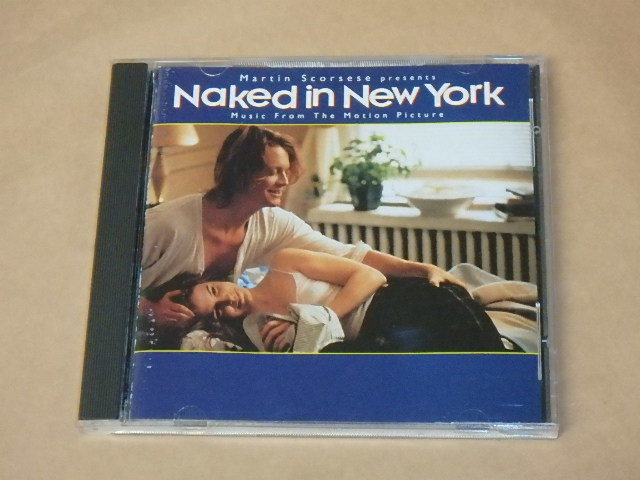 Martin Scorsese presents
Naked in New York
Music From The Motion Picture